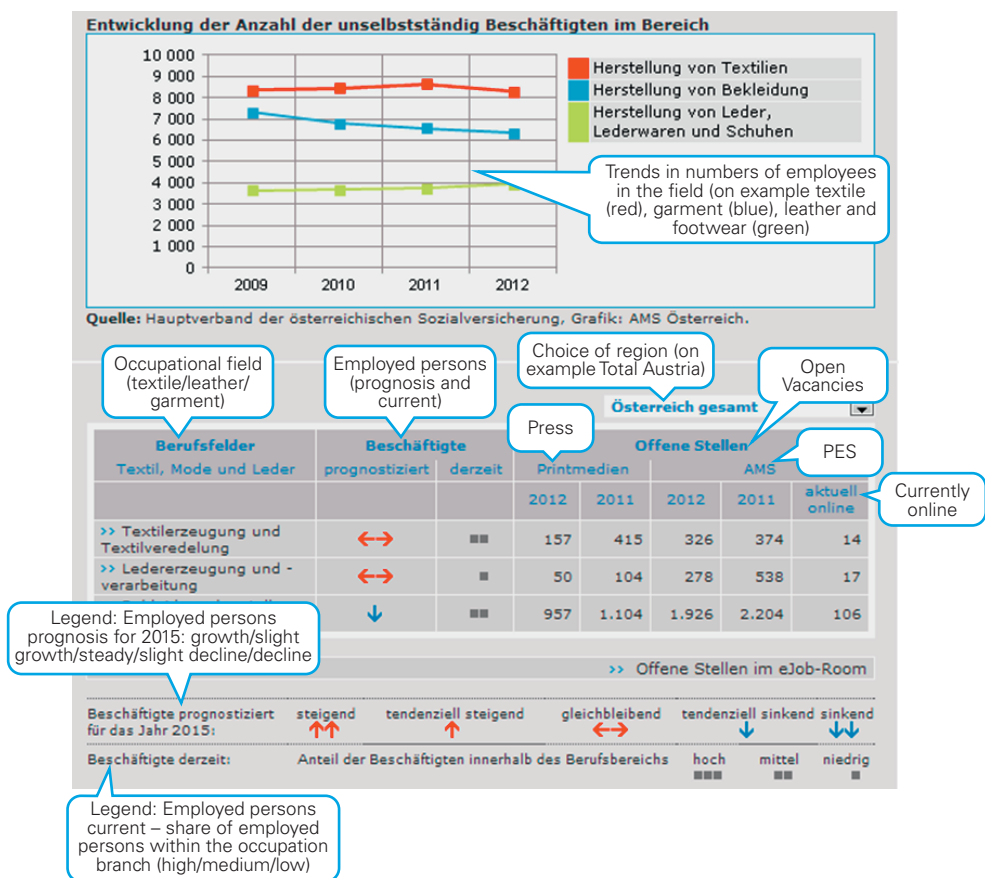 Entwicklung der Anzahl der unselbstständig Beschäftigten im Bereich
10 000
9 000
8 000
7 000
6 000
5 000
4 000
3 000
2 000
1 000
0
2009 2010 2011 2012
Herstellung von Textilien
Herstellung von Bekleidung
Herstellung von Leder,
Lederwaren und Schuhen
Trends in numbers of employees
in the field (on example textile
(red), garment (blue), leather and
footwear (green)
Quelle: Hauptverband der österreichischen Sozialversicherung, Grafik: AMS Österreich.
Occupational field
(textile/leather/
garment)
Employed persons
(prognosis and
current)
Choice of region (on
example Total Austria)
Open
Vacancies
Österreich gesamt
Press
PES
Currently
online
Berufsfelder Beschäftigte Offene Stellen
Textil, Mode und Leder prognostiziert derzeit Printmedien AMS
2012 2011 2012 2011 aktuell
online
>> Textilerzeugung und
Textilveredelung
157 415 326 374 14
>> Ledererzeugung und -
verarbeitung
50 104 278 538 17
957 1.104 1.926 2.204 106
Legend: Employed persons
prognosis for 2015: growth/slight
growth/steady/slight decline/decline
>> Offene Stellen im eJob-Room
Beschäftigte prognostiziert
für das Jahr 2015:
steigend tendenziell steigend gleichbleibend tendenziell sinkend sinkend
Beschäftigte derzeit: Anteil der Beschäftigten innerhalb des Berufsbereichs hoch mittel niedrig
Legend: Employed persons
current – share of employed
persons within the occupation
branch (high/medium/low)